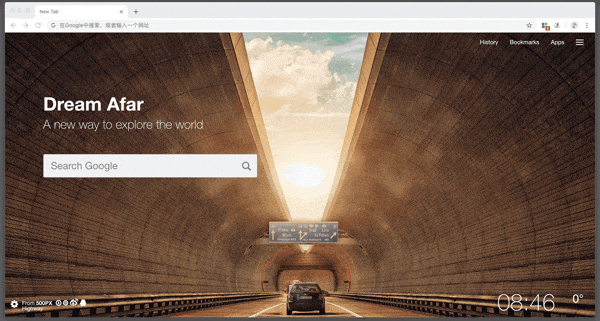 New Tab
在Google中搜索，或者输入一个网址
History
Bookmarks
Apps
Dream Afar
A new way to explore the world
Search Google
From 500PX
Highway
08:46
0°